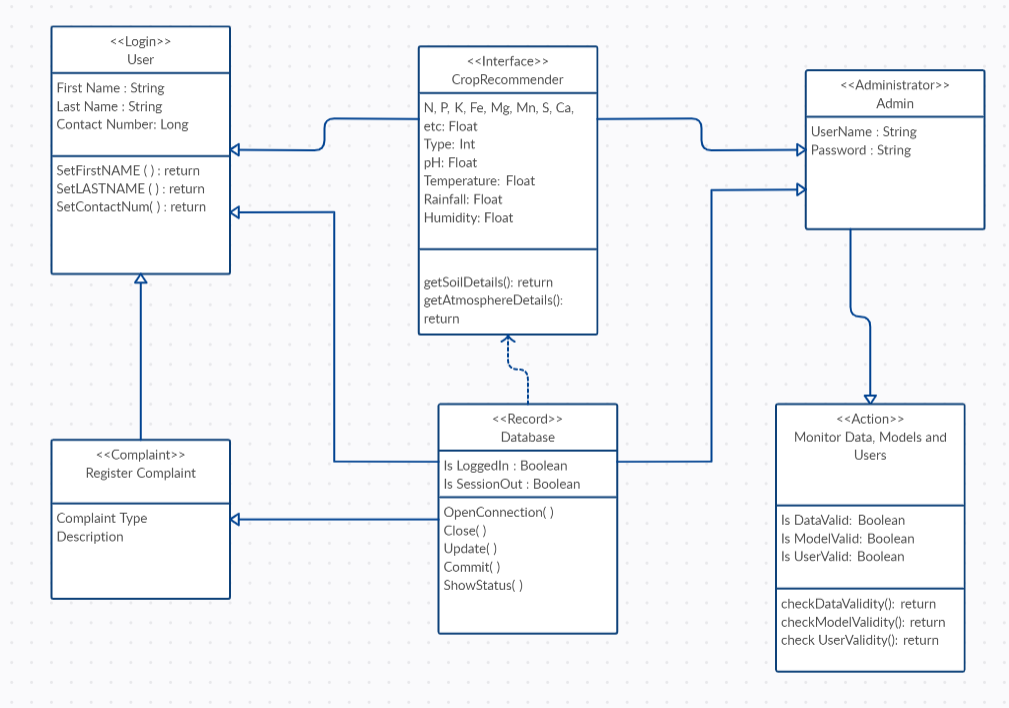 <<Login>>
User
First Name : String
Last Name : String
Contact Number: Long
SetFirstNAME ( ) : return
SetLASTNAME ( ) : return
SetContactNum( ) : return
<<Interface>>
CropRecommender
N, P, K, Fe, Mg, Mn, S, Ca,
etc: Float
Type: Int
pH: Float
Temperature: Float
Rainfall: Float
Humidity: Float
getSoilDetails(): return
getAtmosphereDetails():
return
<<Administrator>>
Admin
UserName : String
Password : String
<<Complaint>>
Register Complaint
Complaint Type
Description
<<Record>>
Database
Is LoggedIn : Boolean
Is SessionOut : Boolean
OpenConnection( )
Close( )
Update( )
Commit( )
ShowStatus( )
<<Action>>
Monitor Data, Models and
Users
Is DataValid: Boolean
Is ModelValid: Boolean
Is UserValid: Boolean
checkDataValidity(): return
checkModelValidity(): return
check UserValidity(): return